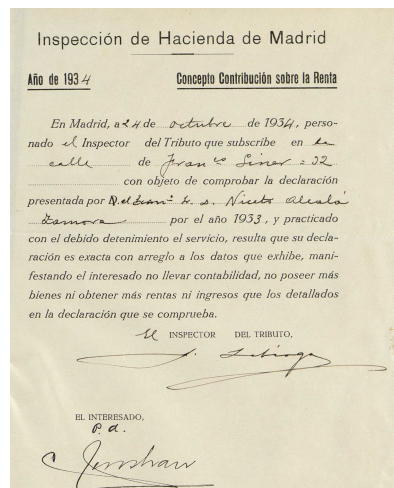 Inspección de Hacienda de Madrid
Año de 1934
Concepto Contribución sobre la Renta
En Madrid, a 24 de octubre de 1934, perso-
nado el Inspector del Tributo que subscribe en la
calle de Fran.co Giner = 32
con objeto de comprobar la declaración
presentada por D. Niceto Alcalá
Zamora por el año 1933, y practicado
con el debido detenimiento el servicio, resulta que su decla-
ración es exacta con arreglo a los datos que exhibe, mani-
festando el interesado no llevar contabilidad, no poseer más
bienes ni obtener más rentas ni ingresos que los detallados
en la declaración que se comprueba.
El INSPECTOR DEL TRIBUTO,
EL INTERESADO,
P. A.